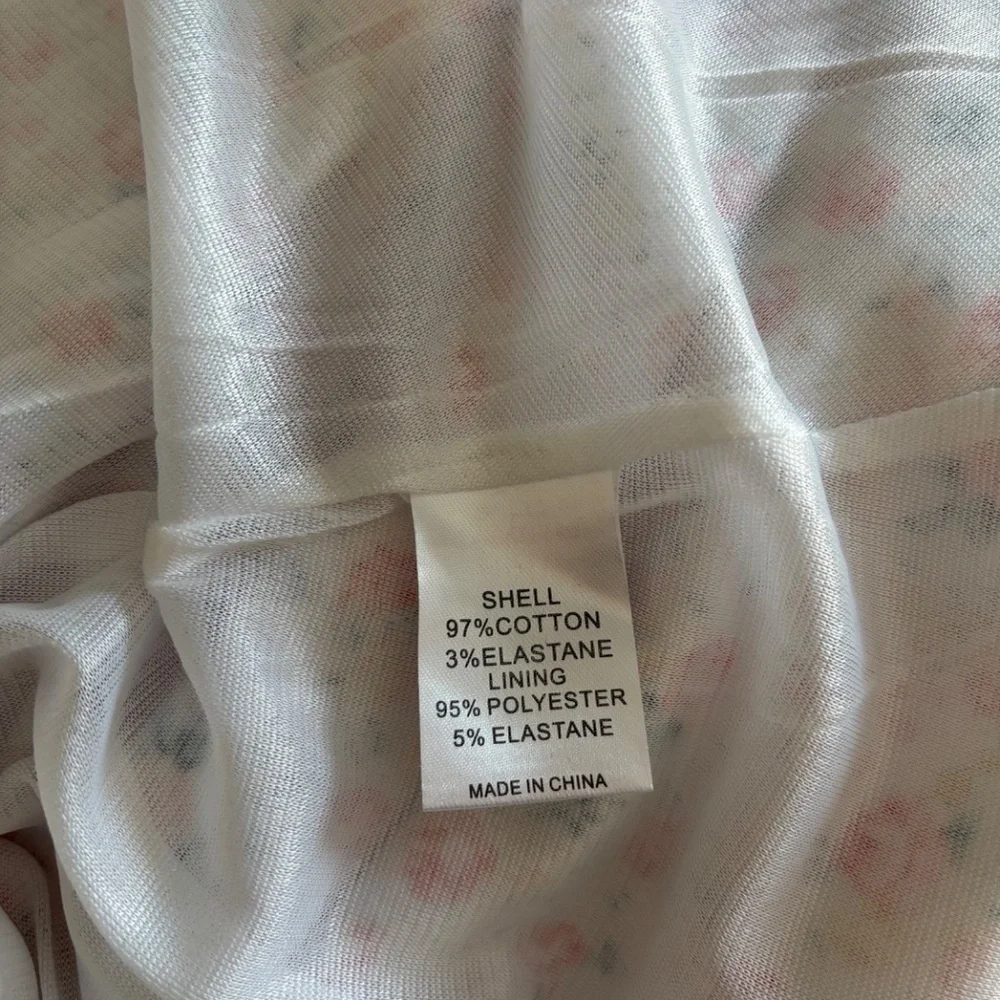 SHELL
97%COTTON
3%ELASTANE
LINING
95% POLYESTER
5% ELASTANE
MADE IN CHINA